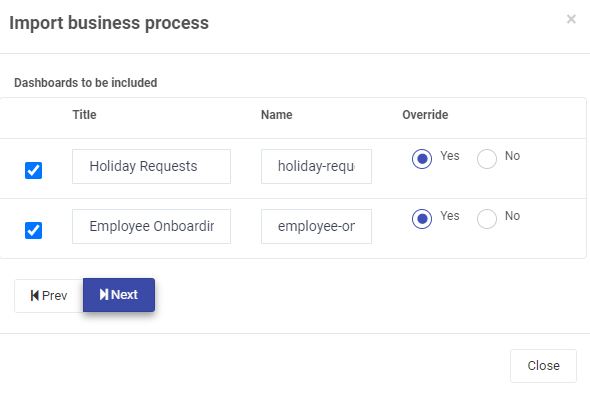 Import business process ×
Dashboards to be included
Title Name Override
Holiday Requests holiday-requ Yes No
Employee Onboardin employee-or Yes No
Prev Next
Close